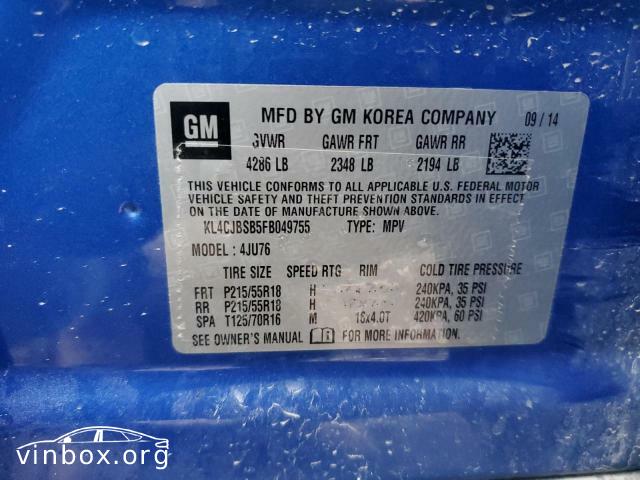 GM
MFD BY GM KOREA COMPANY 09/14
GVWR GAWR FRT GAWR RR
4286 LB 2348 LB 2194 LB
THIS VEHICLE CONFORMS TO ALL APPLICABLE U.S. FEDERAL MOTOR
VEHICLE SAFETY AND THEFT PREVENTION STANDARDS IN EFFECT
ON THE DATE OF MANUFACTURE SHOWN ABOVE.
KL4CJBSB5FB049755 TYPE: MPV
MODEL: 4JU76
TIRE SIZE SPEED RTG RIM COLD TIRE PRESSURE
FRT P215/55R18 H 240KPA, 35 PSI
RR P215/55R18 H 240KPA, 35 PSI
SPA T125/70R16 M 16x4.0T 420KPA, 60 PSI
SEE OWNER'S MANUAL FOR MORE INFORMATION.
vinbox.org